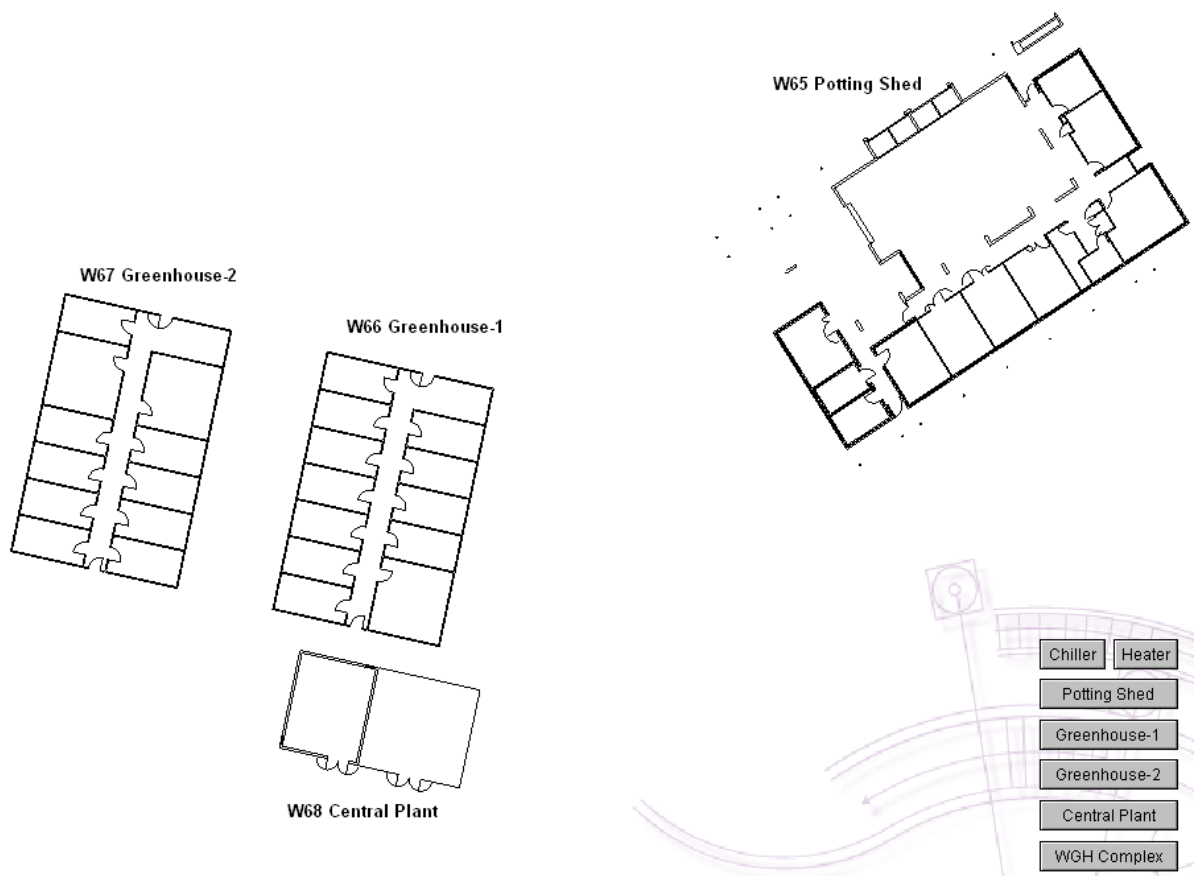 W65 Potting Shed
W67 Greenhouse-2
W66 Greenhouse-1
W68 Central Plant
Chiller
Heater
Potting Shed
Greenhouse-1
Greenhouse-2
Central Plant
WGH Complex